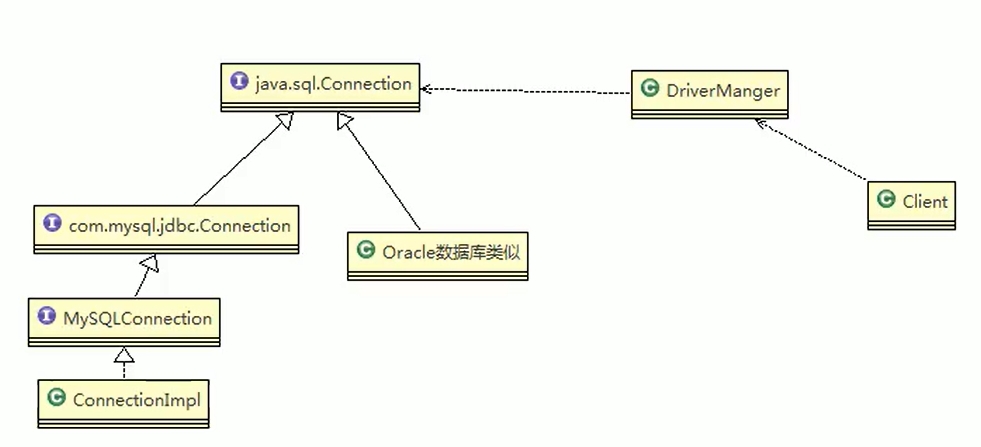 java.sql.Connection
DriverManger
Client
com.mysql.jdbc.Connection
Oracle数据库类似
MySQLConnection
ConnectionImpl